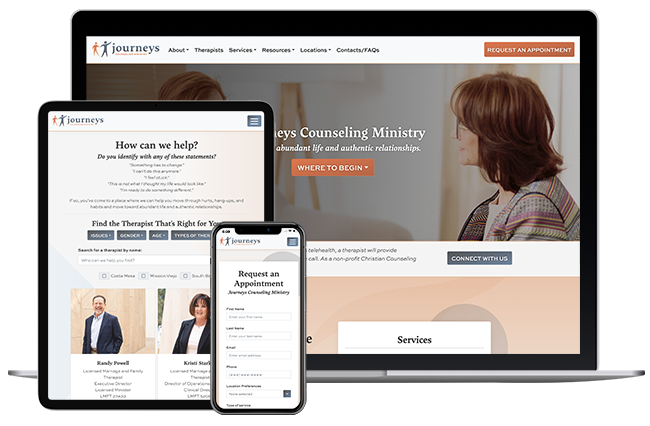 journeys
About
Therapists
Services
Resources
Locations
Contacts/FAQs
REQUEST AN APPOINTMENT
neys Counseling Ministry
abundant life and authentic relationships.
WHERE TO BEGIN
telehealth, a therapist will provide
call. As a non-profit Christian Counseling
CONNECT WITH US
Services
journeys
How can we help?
Do you identify with any of these statements?
"Something has to change."
"I can't do this anymore."
"I feel stuck."
"This is not what I thought my life would look like."
"I'm ready to do something different."
If so, you've come to a place where we can help you move through hurts, hang-ups, and
habits and move toward abundant life and authentic relationships.
Find the Therapist That's Right for You
ISSUES
GENDER
AGE
TYPES OF THER
Search for a therapist by name:
Who can we help you find?
Costa Mesa
Mission Viejo
South B
Randy Powell
Licensed Marriage and Family
Therapist
Executive Director
Licensed Minister
Kristi Stark
Licensed Marriage and
Therapist
Director of Operations
Clinical Direc
journeys
Request an
Appointment
Journeys Counseling Ministry
First Name
Enter your first name
Last Name
Enter your last name
Email
Enter email address
Phone
Location Preferences
None selected
Type of service